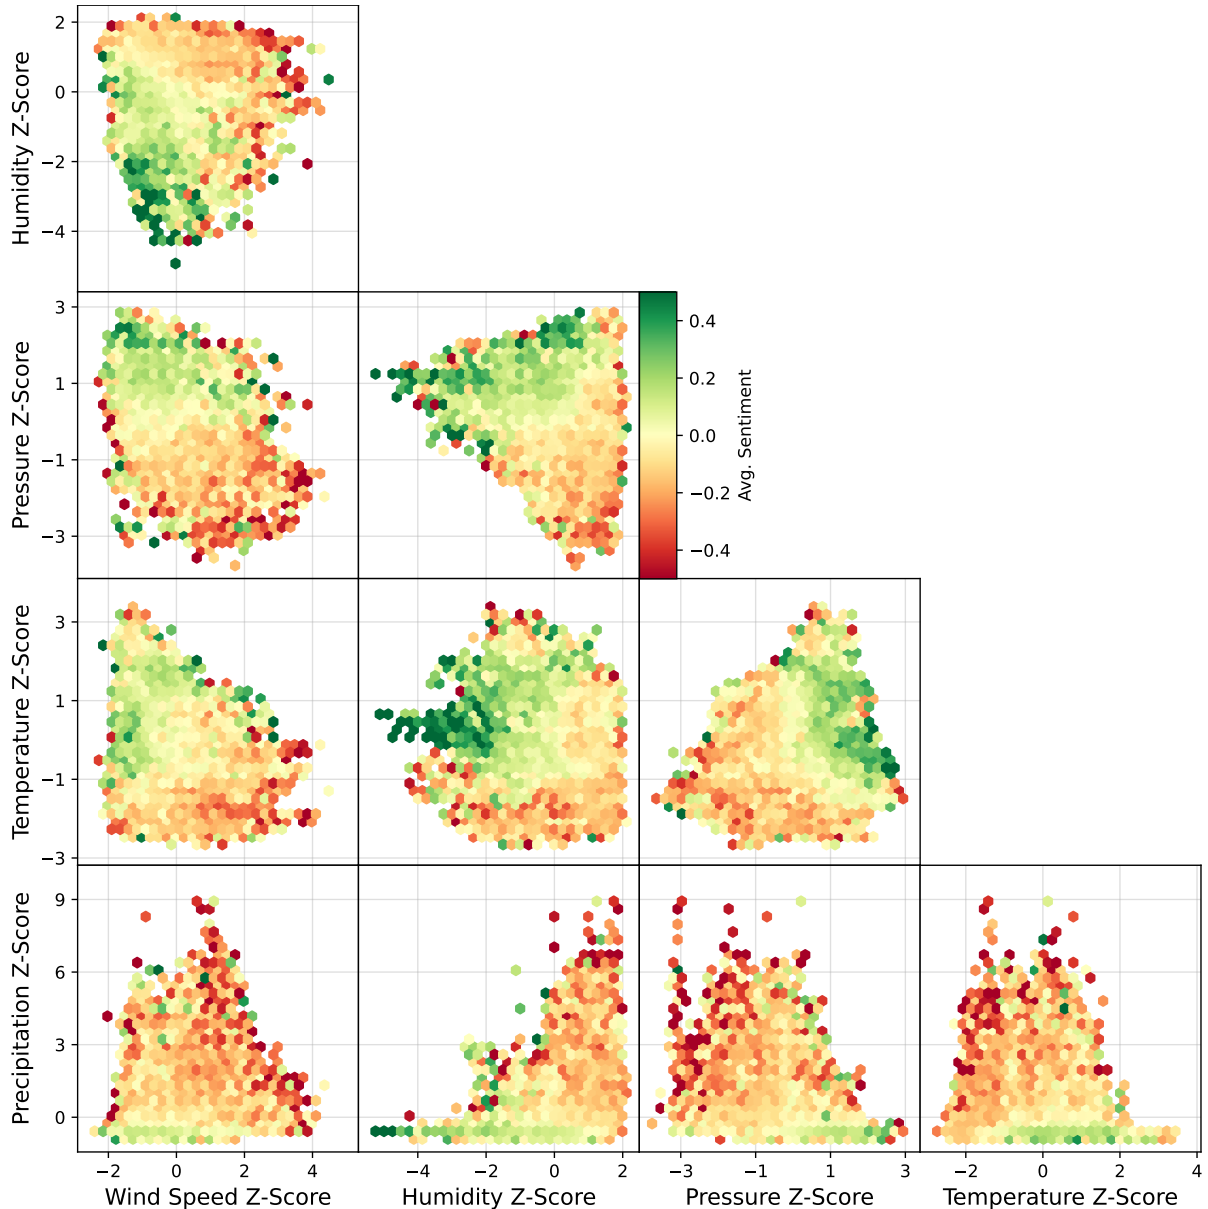 2
0
−2
−4
Humidity Z-Score
3
1
−1
−3
Pressure Z-Score
0.4
0.2
0.0
−0.2
−0.4
Avg. Sentiment
3
1
−1
−3
Temperature Z-Score
9
6
3
0
Precipitation Z-Score
−2 0 2 4
−4 −2 0 2
−3 −1 1 3
−2 0 2 4
Wind Speed Z-Score
Humidity Z-Score
Pressure Z-Score
Temperature Z-Score